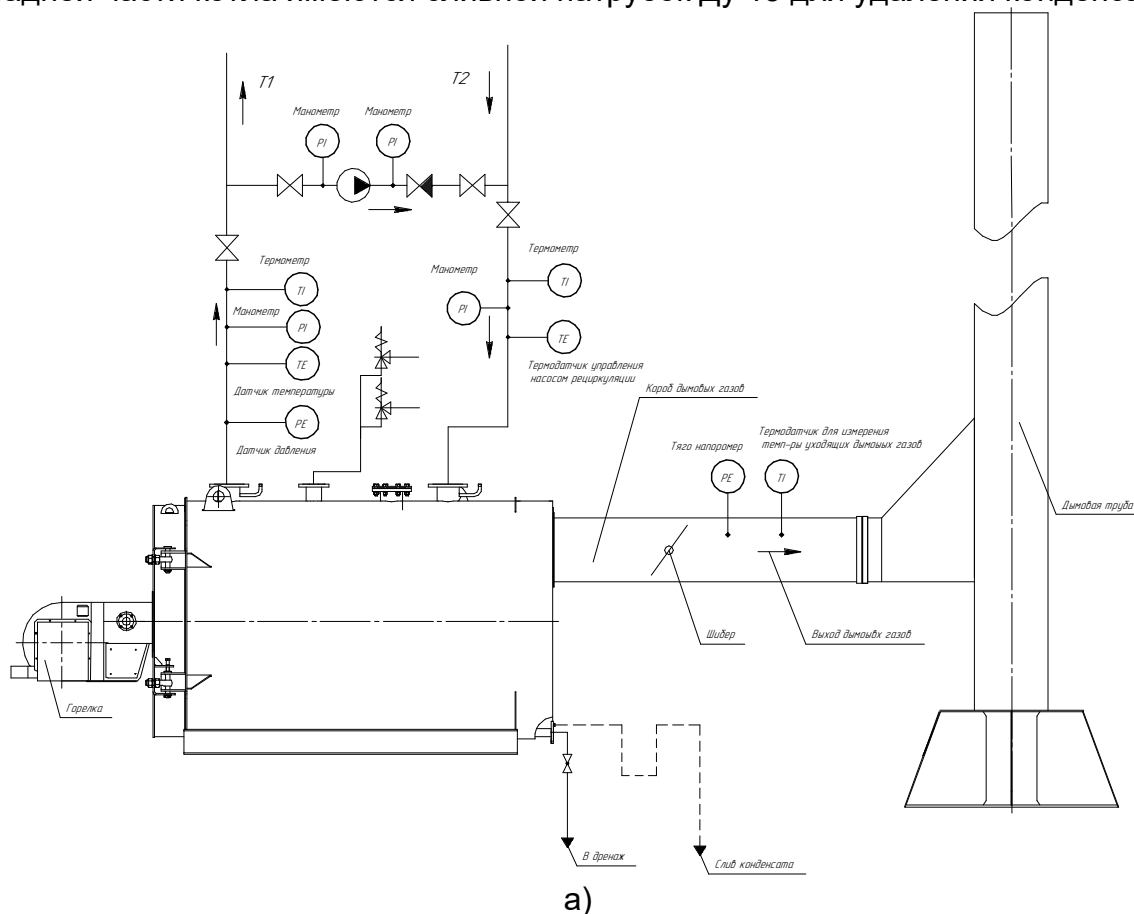 T1
T2
Манометр
Манометр
PI
PI
Термометр
TI
Манометр
PI
TE
Датчик температуры
PE
Датчик давления
Термометр
TI
Манометр
PI
TE
Термодатчик управления
насосом рециркуляции
Короб дымовых газов
Тяго напоромер
PE
Термодатчик для измерения
темп-ры уходящих дымоыых газов
TI
Дымовая труба
Шибер
Выход дымоывх газов
Горелка
В дренаж
Слив конденсата
а)